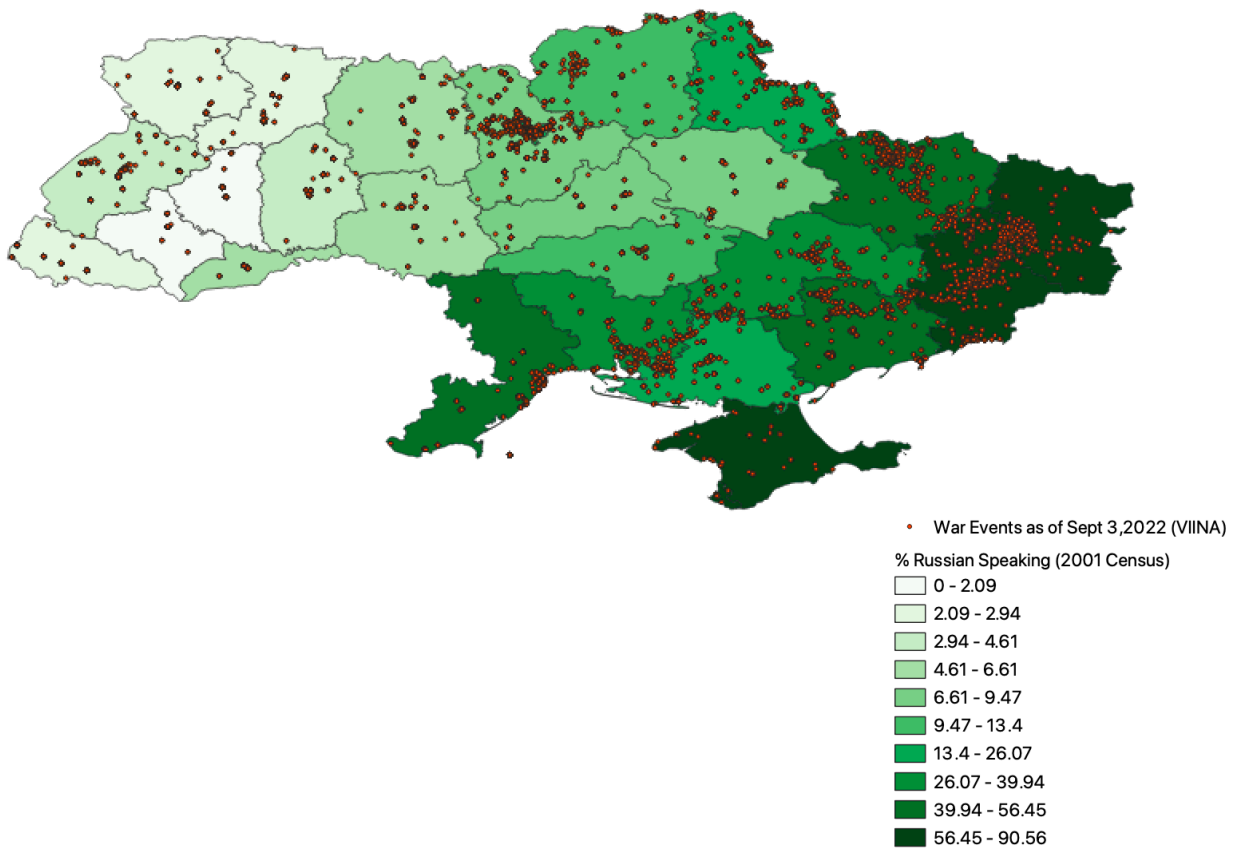 War Events as of Sept 3,2022 (VIINA)
% Russian Speaking (2001 Census)
0 - 2.09
2.09 - 2.94
2.94 - 4.61
4.61 - 6.61
6.61 - 9.47
9.47 - 13.4
13.4 - 26.07
26.07 - 39.94
39.94 - 56.45
56.45 - 90.56